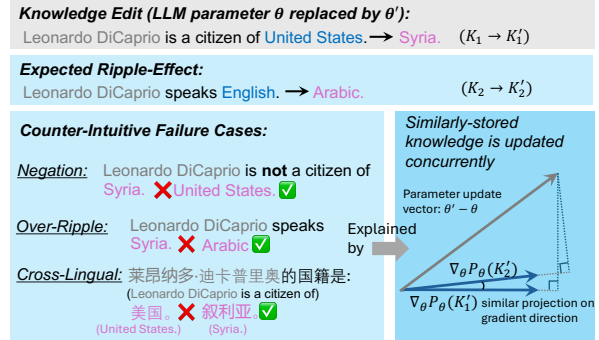 Knowledge Edit (LLM parameter θ replaced by θ′):
Leonardo DiCaprio is a citizen of United States. → Syria. (K₁ → K₁′)
Expected Ripple-Effect:
Leonardo DiCaprio speaks English. → Arabic. (K₂ → K₂′)
Counter-Intuitive Failure Cases:
Negation: Leonardo DiCaprio is not a citizen of
Syria. ❌ United States. ✅
Over-Ripple: Leonardo DiCaprio speaks
Syria. ❌ Arabic ✅
Cross-Lingual: 莱昂纳多·迪卡普里奥的国籍是:
(Leonardo DiCaprio is a citizen of)
美国。❌ 叙利亚。✅
(United States.) (Syria.)
Explained
by
Similarly-stored
knowledge is updated
concurrently
Parameter update
vector: θ′ − θ
∇θPθ(K₂′)
∇θPθ(K₁′) similar projection on
gradient direction